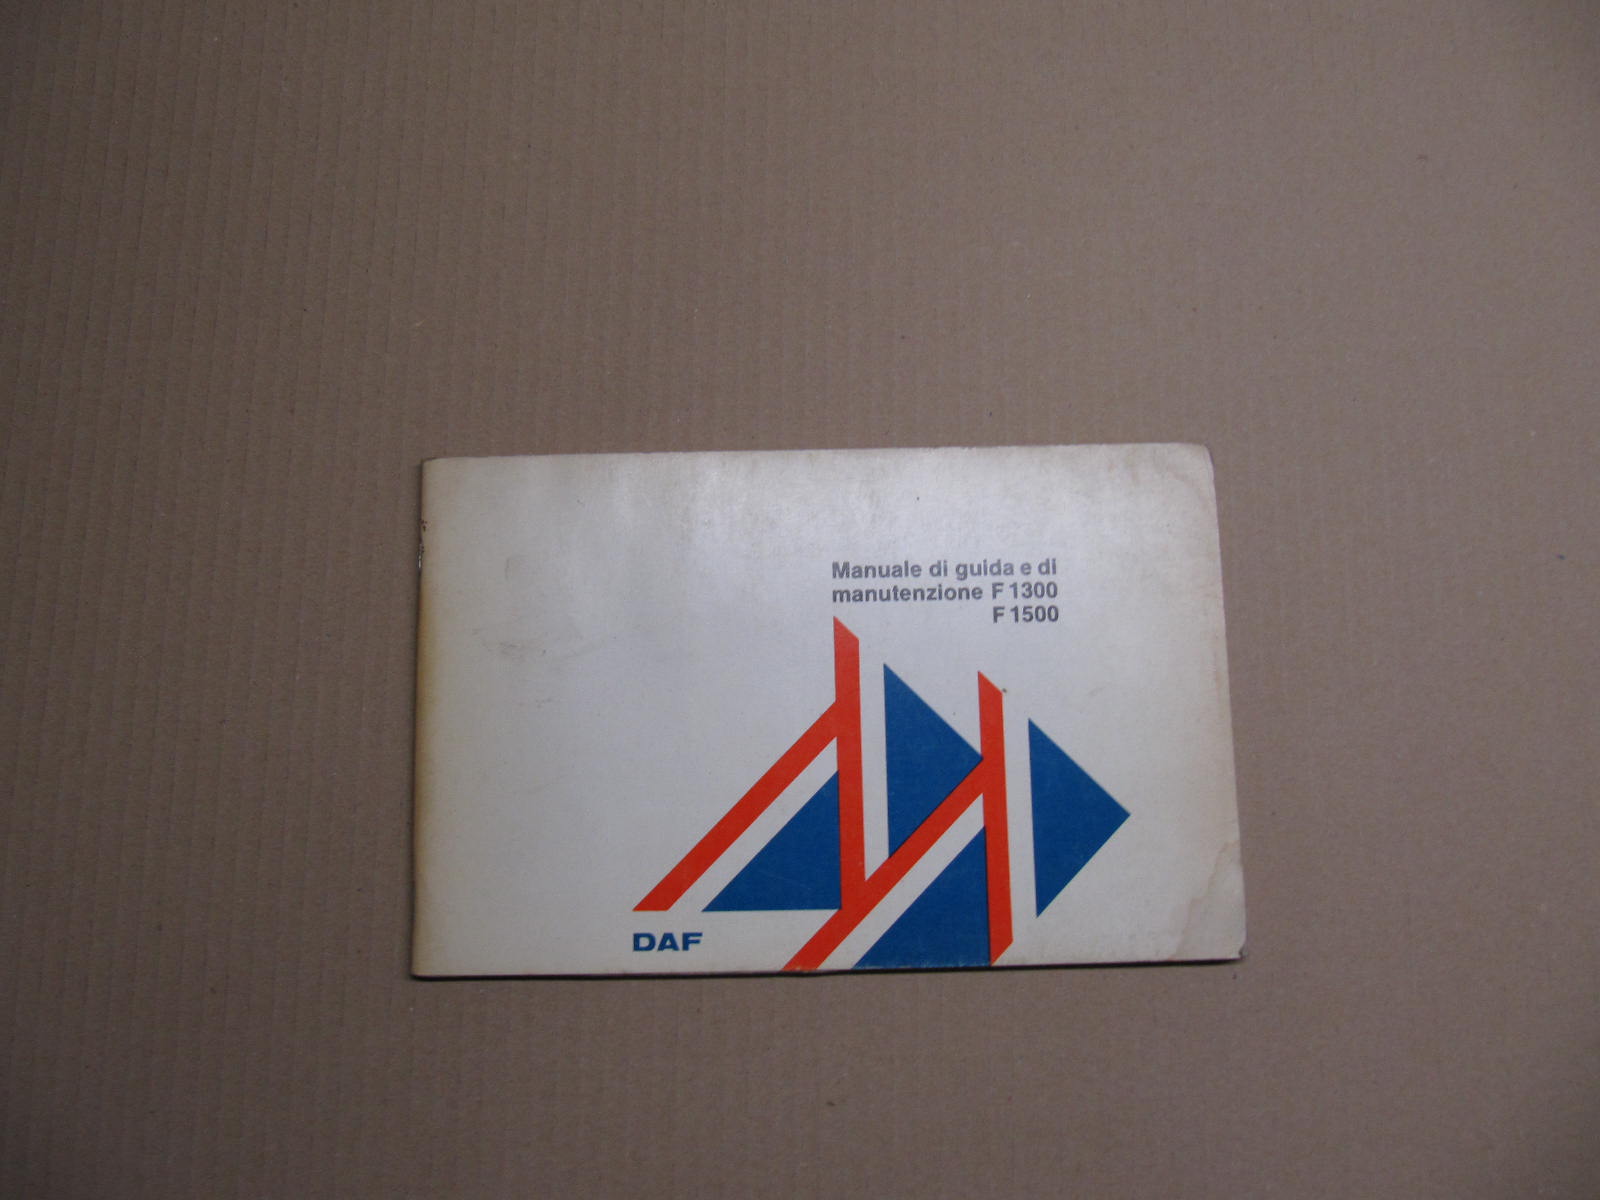 Manuale di guida e di
manutenzione F 1300
F 1500
DAF